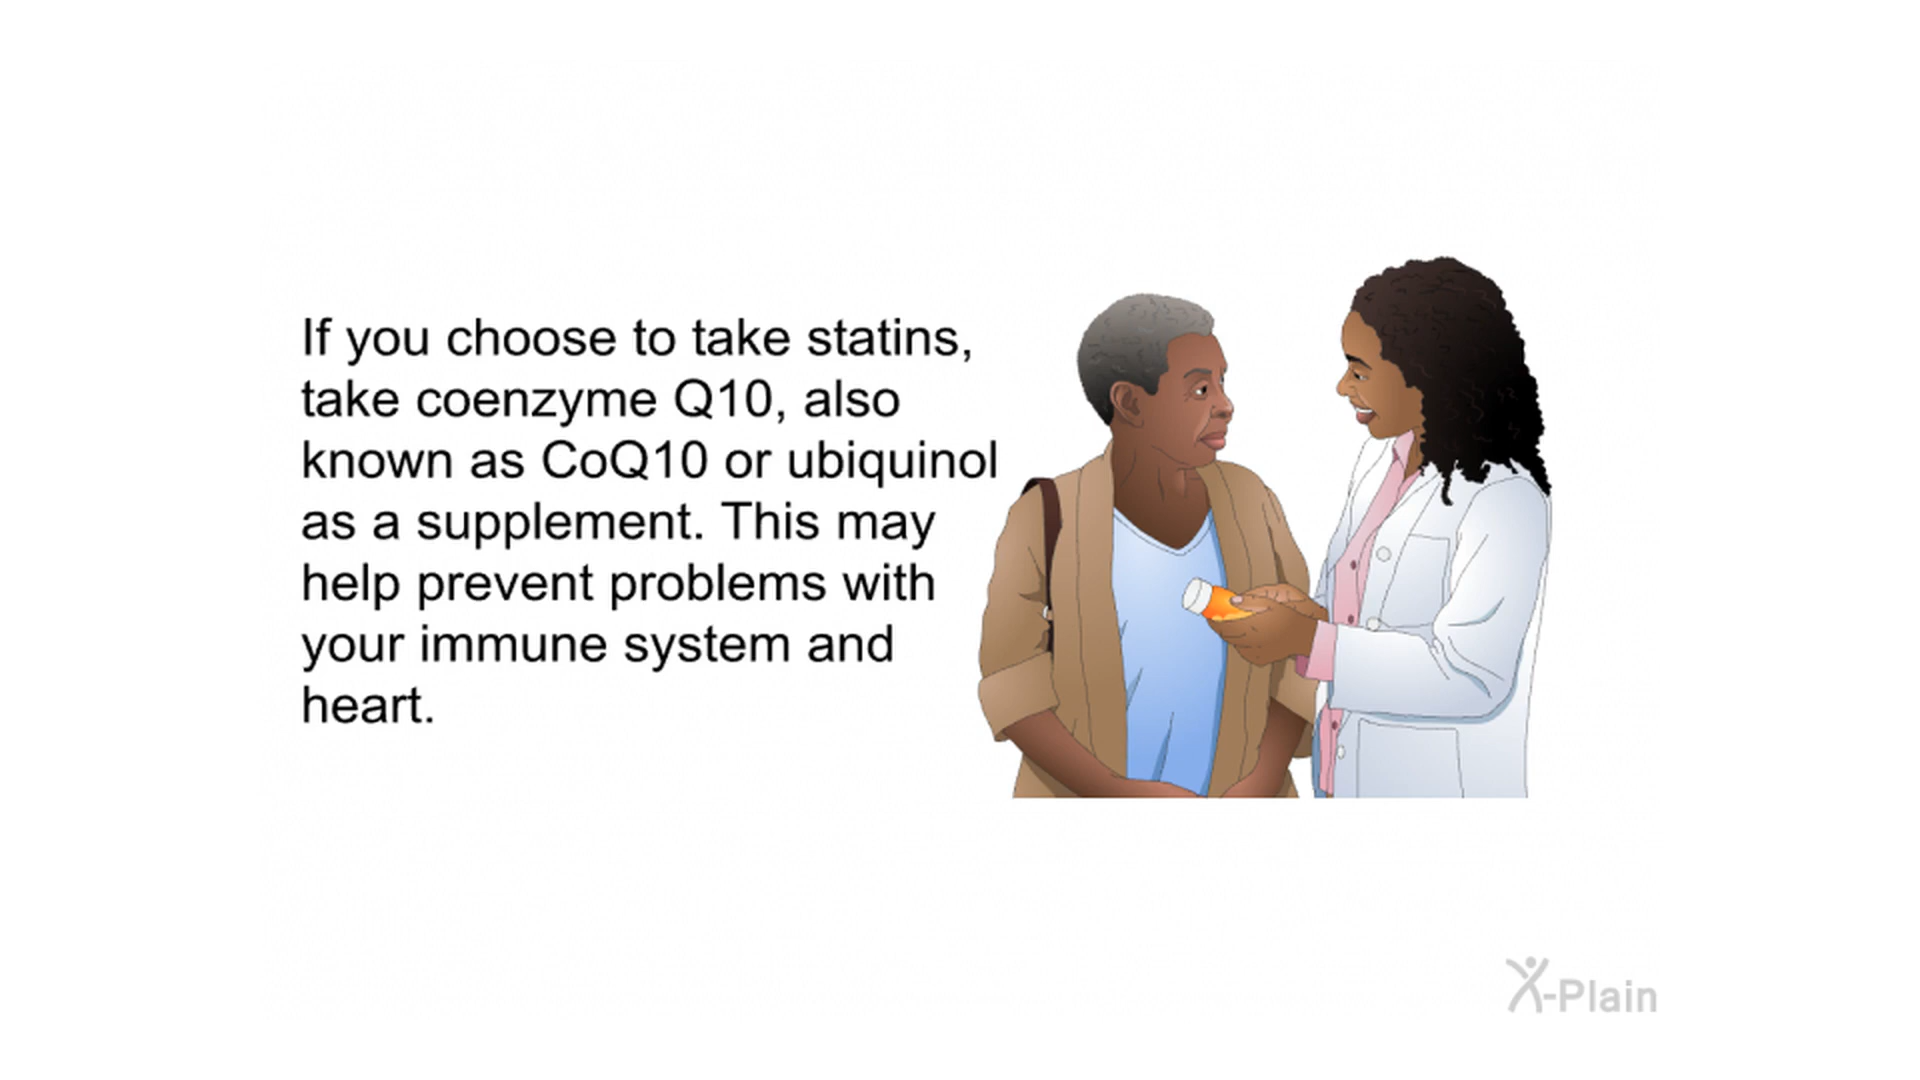 If you choose to take statins,
take coenzyme Q10, also
known as CoQ10 or ubiquinol
as a supplement. This may
help prevent problems with
your immune system and
heart.
X-Plain